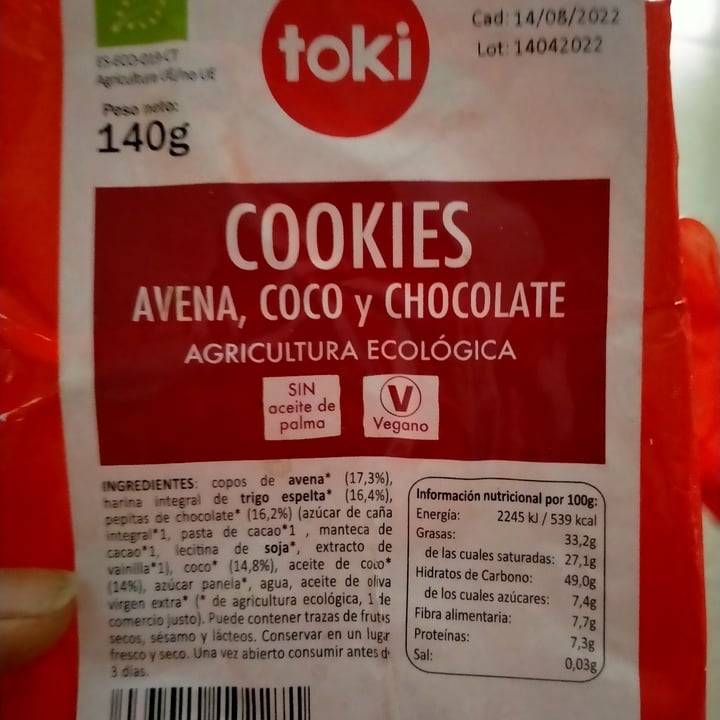 Cad: 14/08/2022
Lot: 14042022
toki
ES-ECO-019-CT
Agricultura UE/no UE
Peso neto:
140g
COOKIES
AVENA, COCO y CHOCOLATE
AGRICULTURA ECOLÓGICA
SIN
aceite de
palma
V
Vegano
INGREDIENTES: copos de avena* (17,3%),
harina integral de trigo espelta* (16,4%),
pepitas de chocolate* (16,2%) (azúcar de caña
integral*1, pasta de cacao*1 , manteca de
cacao*1, lecitina de soja*, extracto de
vainilla*1), coco* (14,8%), aceite de coco*
(14%), azúcar panela*, agua, aceite de oliva
virgen extra* (* de agricultura ecológica, 1 de
comercio justo). Puede contener trazas de frutos
secos, sésamo y lácteos. Conservar en un lugar
fresco y seco. Una vez abierto consumir antes de
3 días.
Información nutricional por 100g:
Energía: 2245 kJ / 539 kcal
Grasas: 33,2g
de las cuales saturadas: 27,1g
Hidratos de Carbono: 49,0g
de los cuales azúcares: 7,4g
Fibra alimentaria: 7,7g
Proteínas: 7,3g
Sal: 0,03g